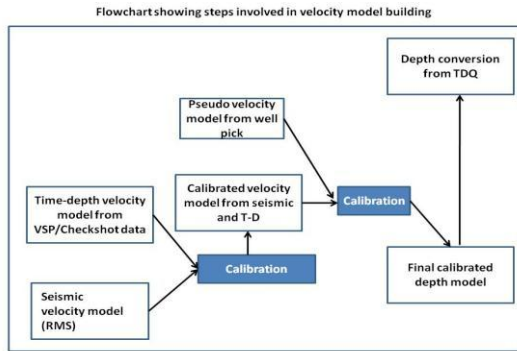 Flowchart showing steps involved in velocity model building
Depth conversion
from TDQ
Pseudo velocity
model from well
pick
Time-depth velocity
model from
VSP/Checkshot data
Calibrated velocity
model from seismic
and T-D
Calibration
Calibration
Seismic
velocity model
(RMS)
Final calibrated
depth model